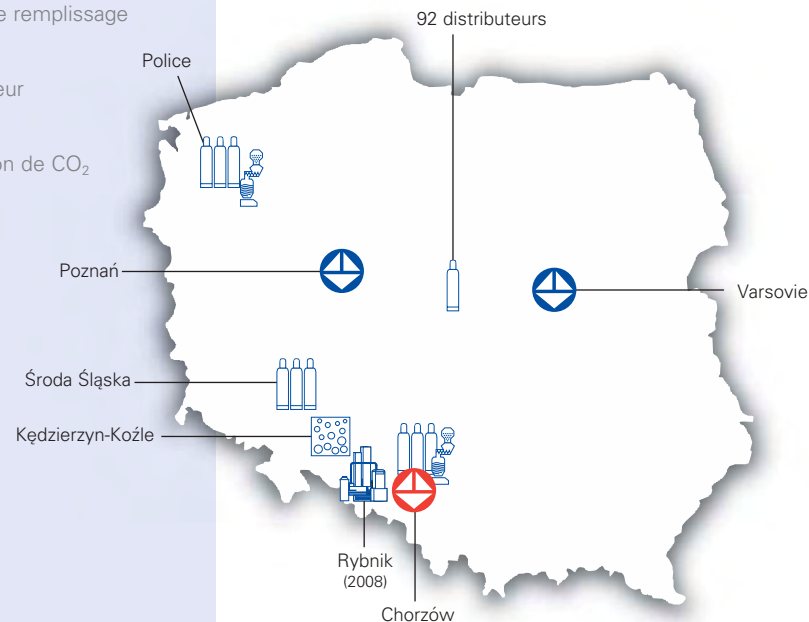 e remplissage
eur
on de CO₂
92 distributeurs
Police
Poznań
Varsovie
Środa Śląska
Kędzierzyn-Koźle
Rybnik
(2008)
Chorzów